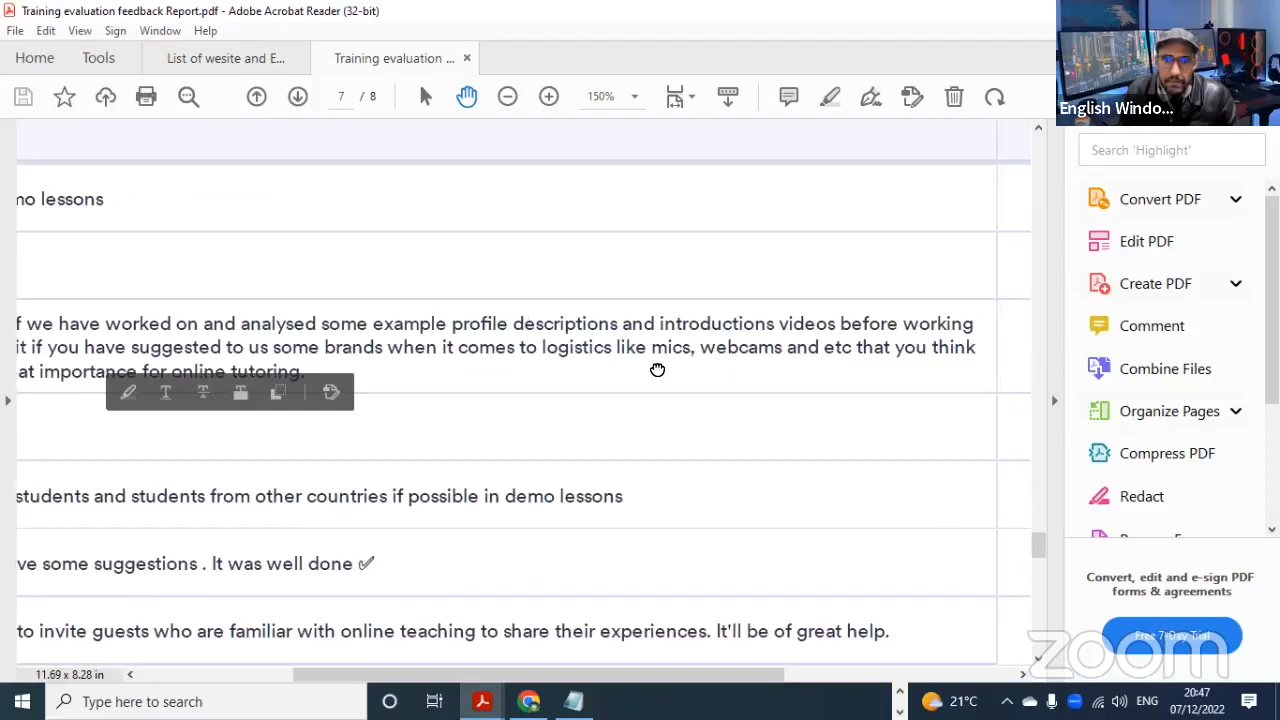 Training evaluation feedback Report.pdf - Adobe Acrobat Reader (32-bit)
File Edit View Sign Window Help
Home Tools List of wesite and E... Training evaluation ... ×
7 / 8 150%
English Windo...
Search 'Highlight'
mo lessons
f we have worked on and analysed some example profile descriptions and introductions videos before working
it if you have suggested to us some brands when it comes to logistics like mics, webcams and etc that you think
at importance for online tutoring.
students and students from other countries if possible in demo lessons
ve some suggestions . It was well done ✅
to invite guests who are familiar with online teaching to share their experiences. It'll be of great help.
Convert PDF
Edit PDF
Create PDF
Comment
Combine Files
Organize Pages
Compress PDF
Redact
Convert, edit and e-sign PDF
forms & agreements
Free 7-Day Trial
zoom
11.69 x 8.28 in
Type here to search
21°C
ENG
20:47
07/12/2022